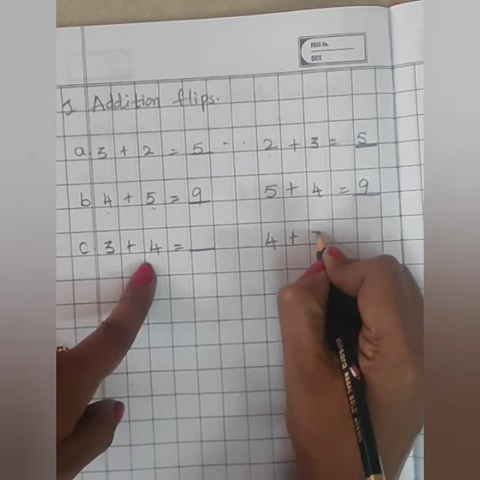 PAGE No.
DATE
1 Addition flips.
a. 3 + 2 = 5 .. 2 + 3 = 5
b. 4 + 5 = 9 5 + 4 = 9
c. 3 + 4 = __ 4 +